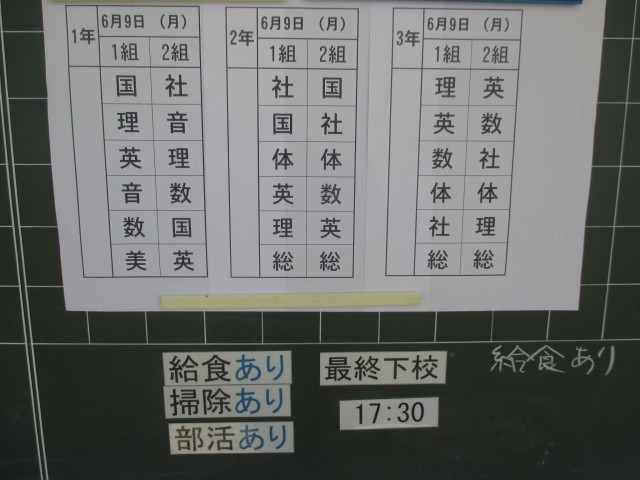 1年 6月9日 （月）
1組 2組
国 社
理 音
英 理
音 数
数 国
美 英
2年 6月9日 （月）
1組 2組
社 国
国 社
体 体
英 数
理 英
総 総
3年 6月9日 （月）
1組 2組
理 英
英 数
数 社
体 体
社 理
総 総
給食あり
掃除あり
部活あり
最終下校
17:30
給食あり